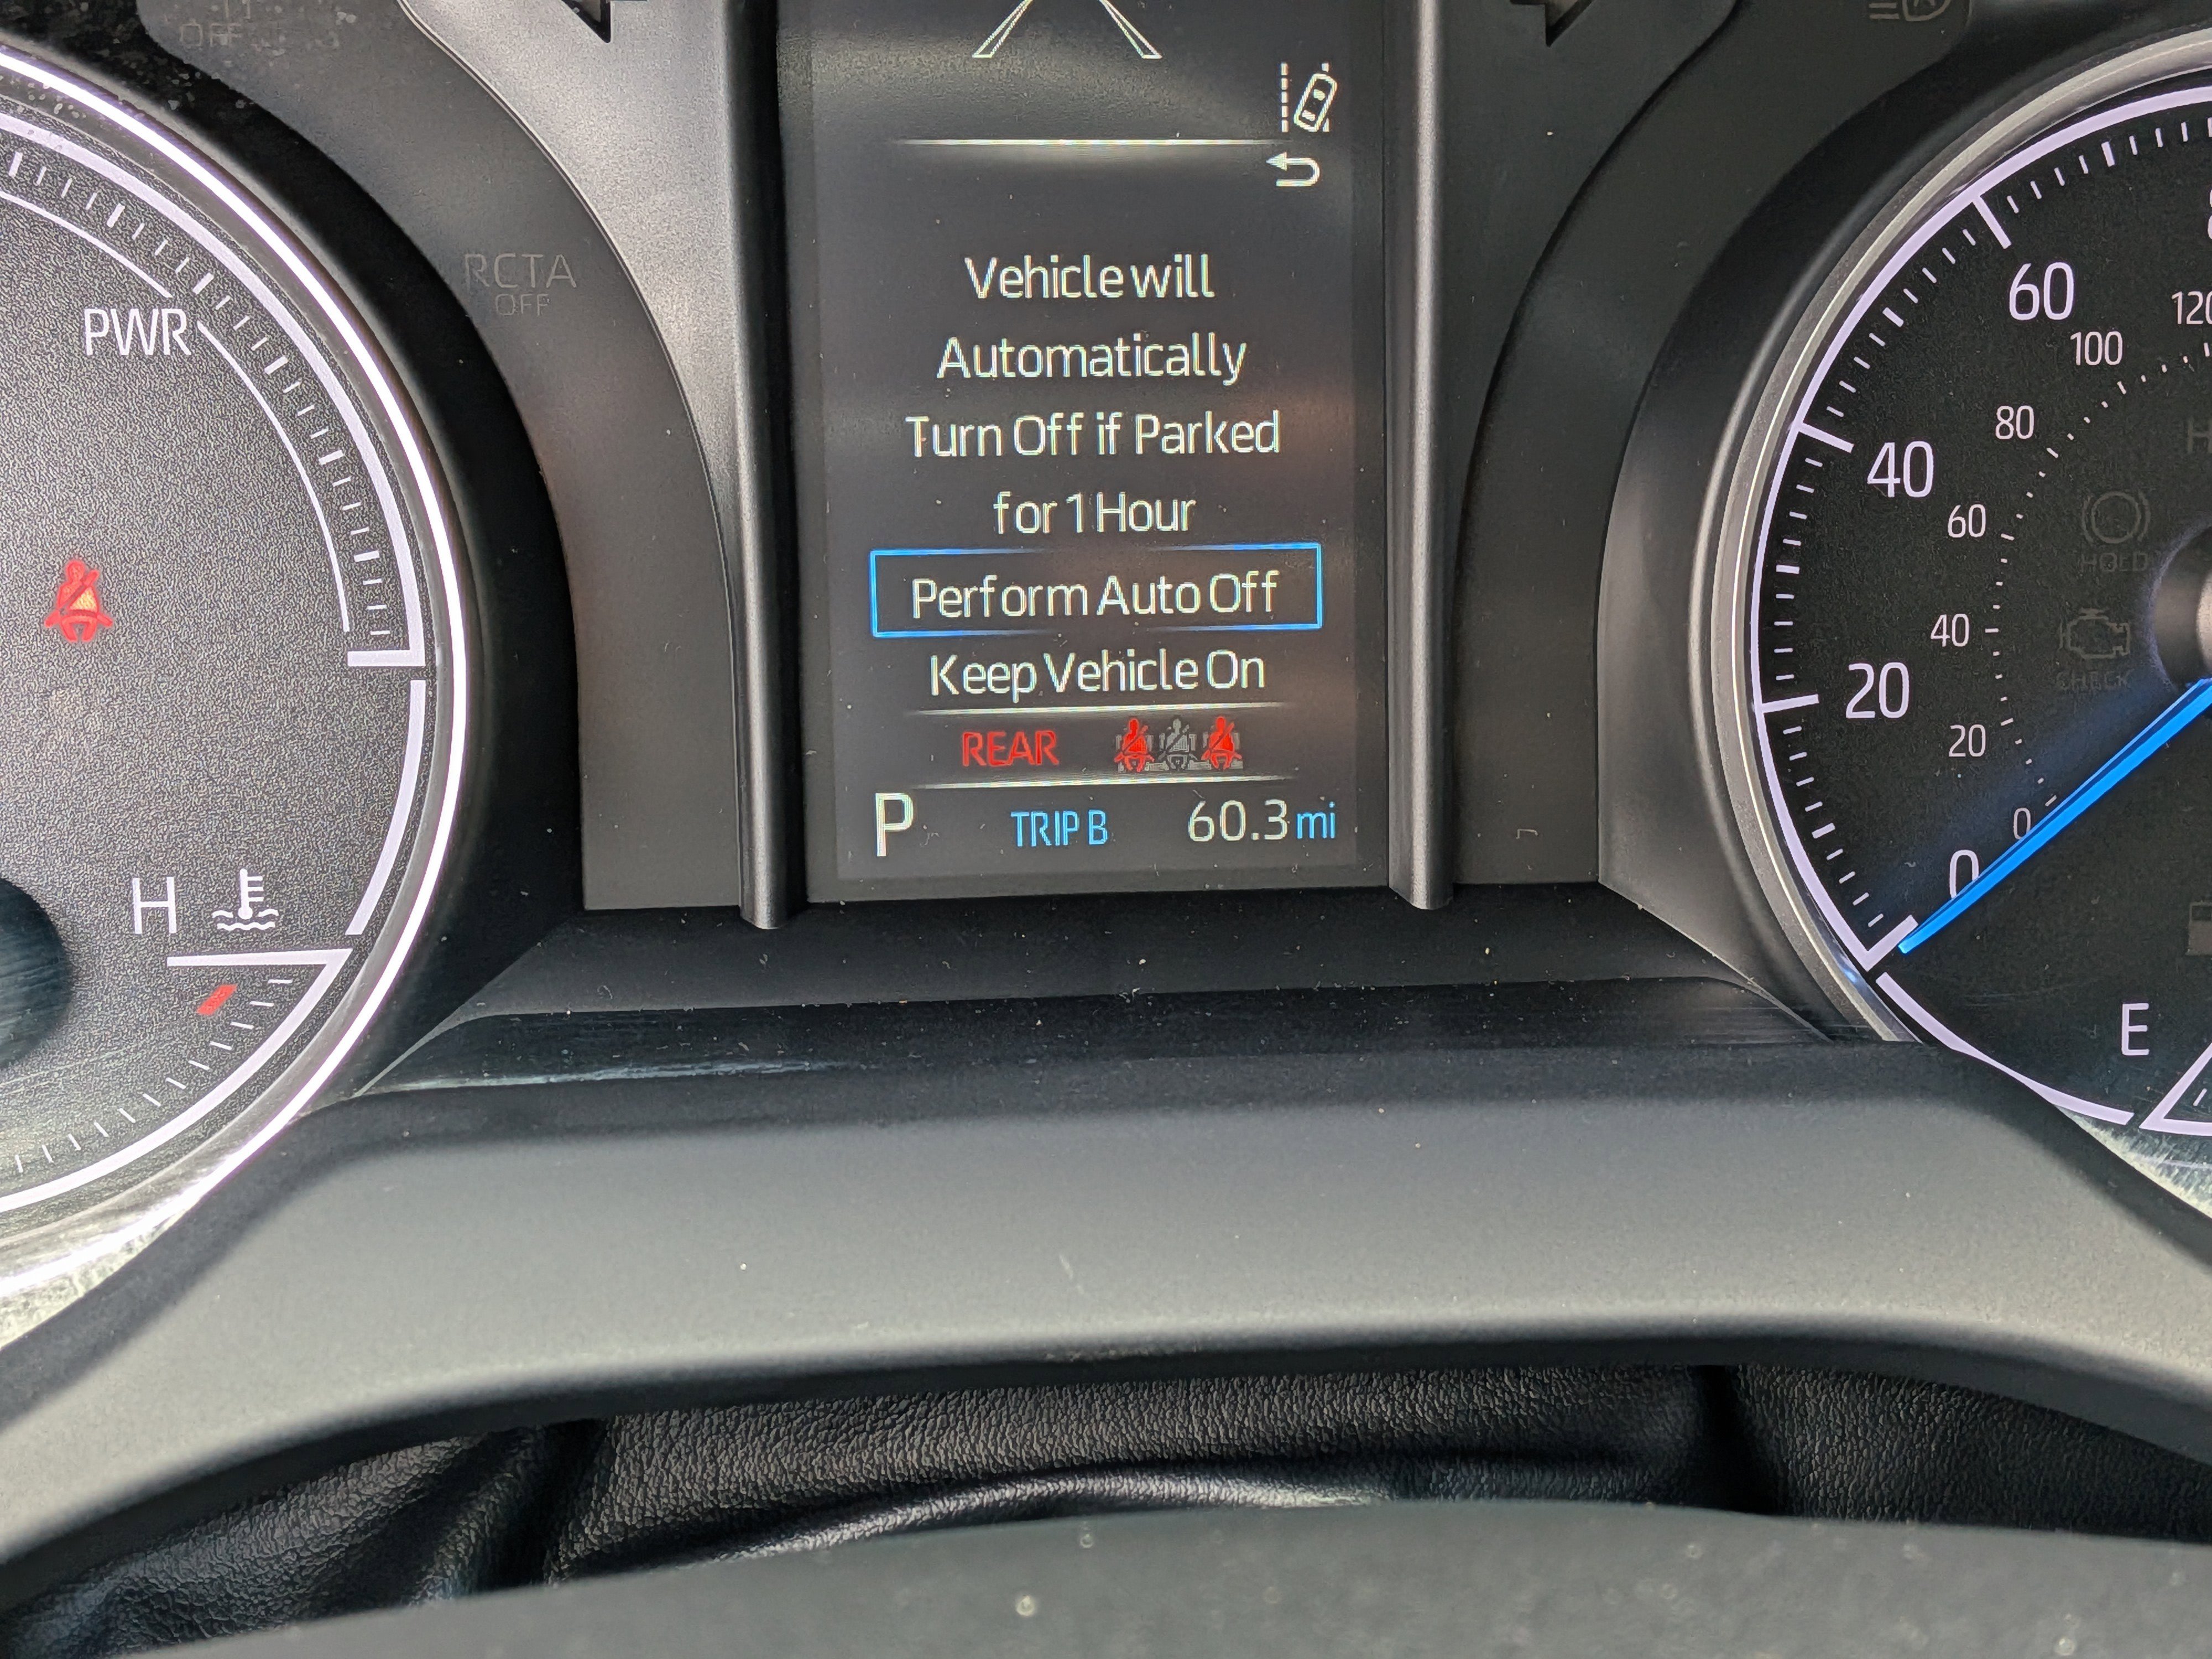 OFF
RCTA
OFF
PWR
H
Vehicle will
Automatically
Turn Off if Parked
for 1 Hour
Perform Auto Off
Keep Vehicle On
REAR
P TRIP B 60.3 mi
60
120
100
80
40
60
HOLD
40
CHECK
20
20
0
0
E